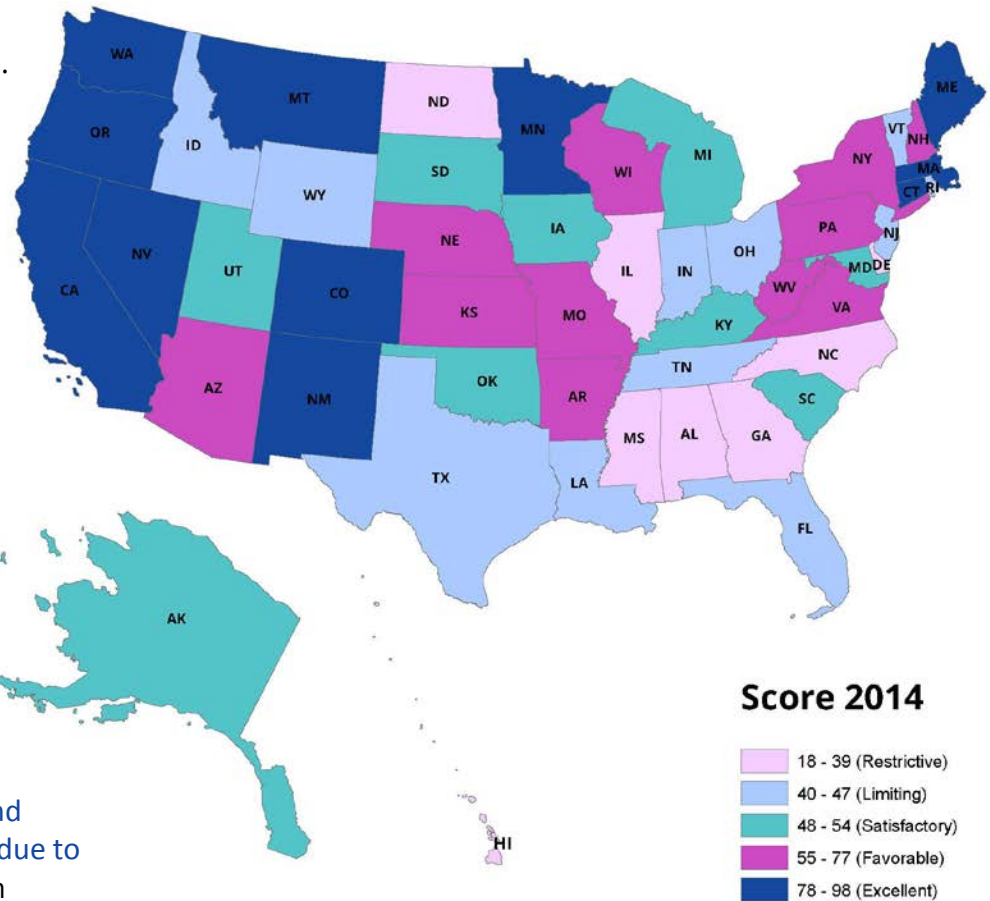 .
WA
MT
ND
MN
ME
OR
ID
SD
WI
MI
NY
VT
NH
MA
CT
RI
WY
IA
NE
PA
NJ
NV
UT
CO
IL
IN
OH
MD
DE
CA
KS
MO
WV
VA
KY
AZ
NM
OK
AR
TN
NC
SC
MS
AL
GA
TX
LA
FL
AK
HI
Score 2014
18 - 39 (Restrictive)
40 - 47 (Limiting)
48 - 54 (Satisfactory)
55 - 77 (Favorable)
78 - 98 (Excellent)
due to